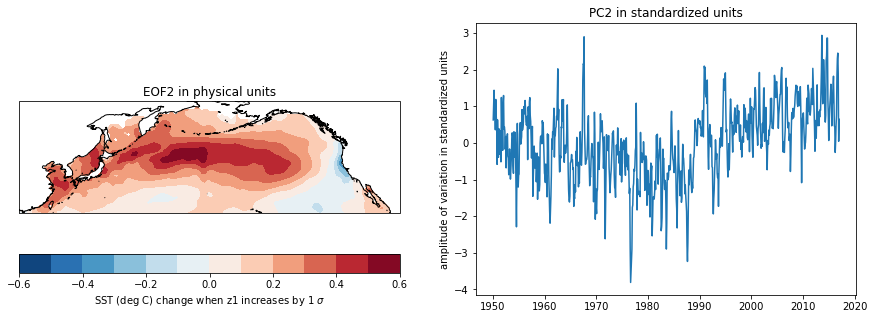 EOF2 in physical units
−0.6 −0.4 −0.2 0.0 0.2 0.4 0.6
SST (deg C) change when z1 increases by 1 σ
PC2 in standardized units
amplitude of variation in standardized units
3
2
1
0
−1
−2
−3
−4
1950 1960 1970 1980 1990 2000 2010 2020